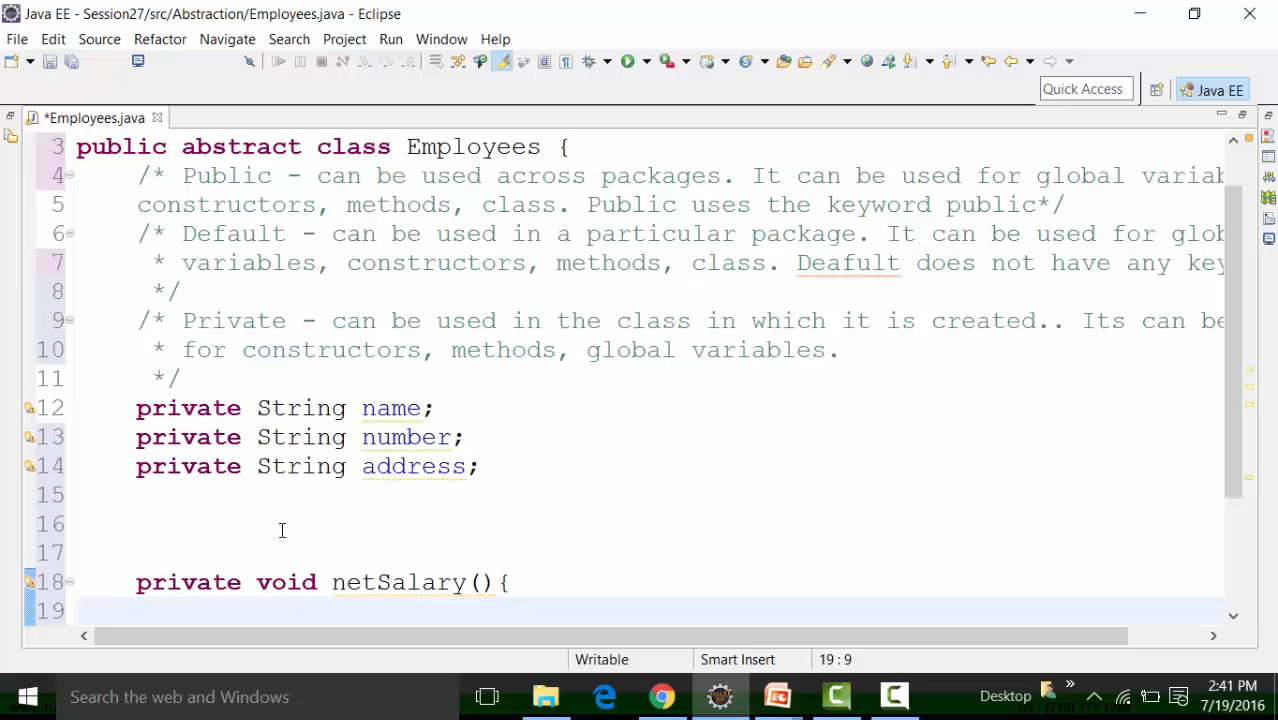 Java EE - Session27/src/Abstraction/Employees.java - Eclipse
File Edit Source Refactor Navigate Search Project Run Window Help
Quick Access Java EE
*Employees.java
3 public abstract class Employees {
4 /* Public - can be used across packages. It can be used for global variab
5 constructors, methods, class. Public uses the keyword public*/
6 /* Default - can be used in a particular package. It can be used for glob
7 * variables, constructors, methods, class. Deafult does not have any key
8 */
9 /* Private - can be used in the class in which it is created.. Its can be
10 * for constructors, methods, global variables.
11 */
12 private String name;
13 private String number;
14 private String address;
15
16
17
18 private void netSalary(){
19
Writable Smart Insert 19 : 9
Search the web and Windows Desktop 2:41 PM
7/19/2016